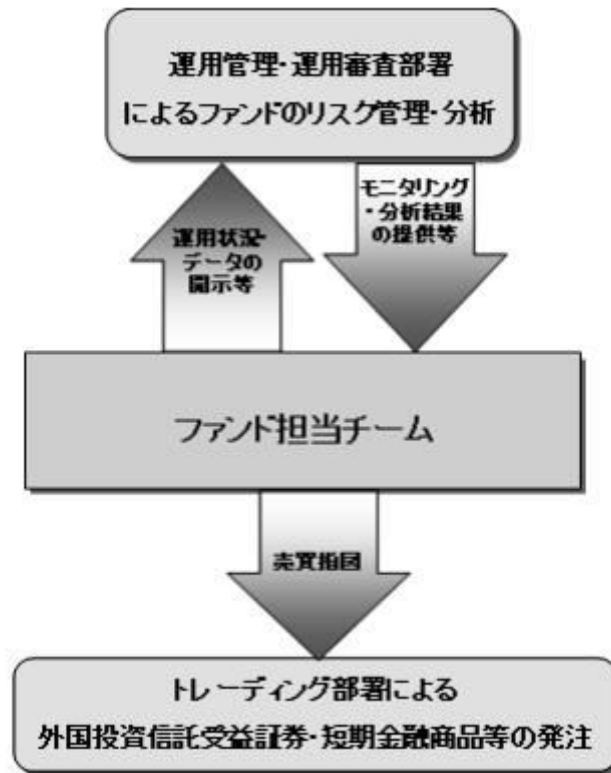 運用管理・運用審査部署
によるファンドのリスク管理・分析
運用状況・
データの
開示等
モニタリング
・分析結果
の提供等
ファンド担当チーム
売買指図
トレーディング部署による
外国投資信託受益証券・短期金融商品等の発注